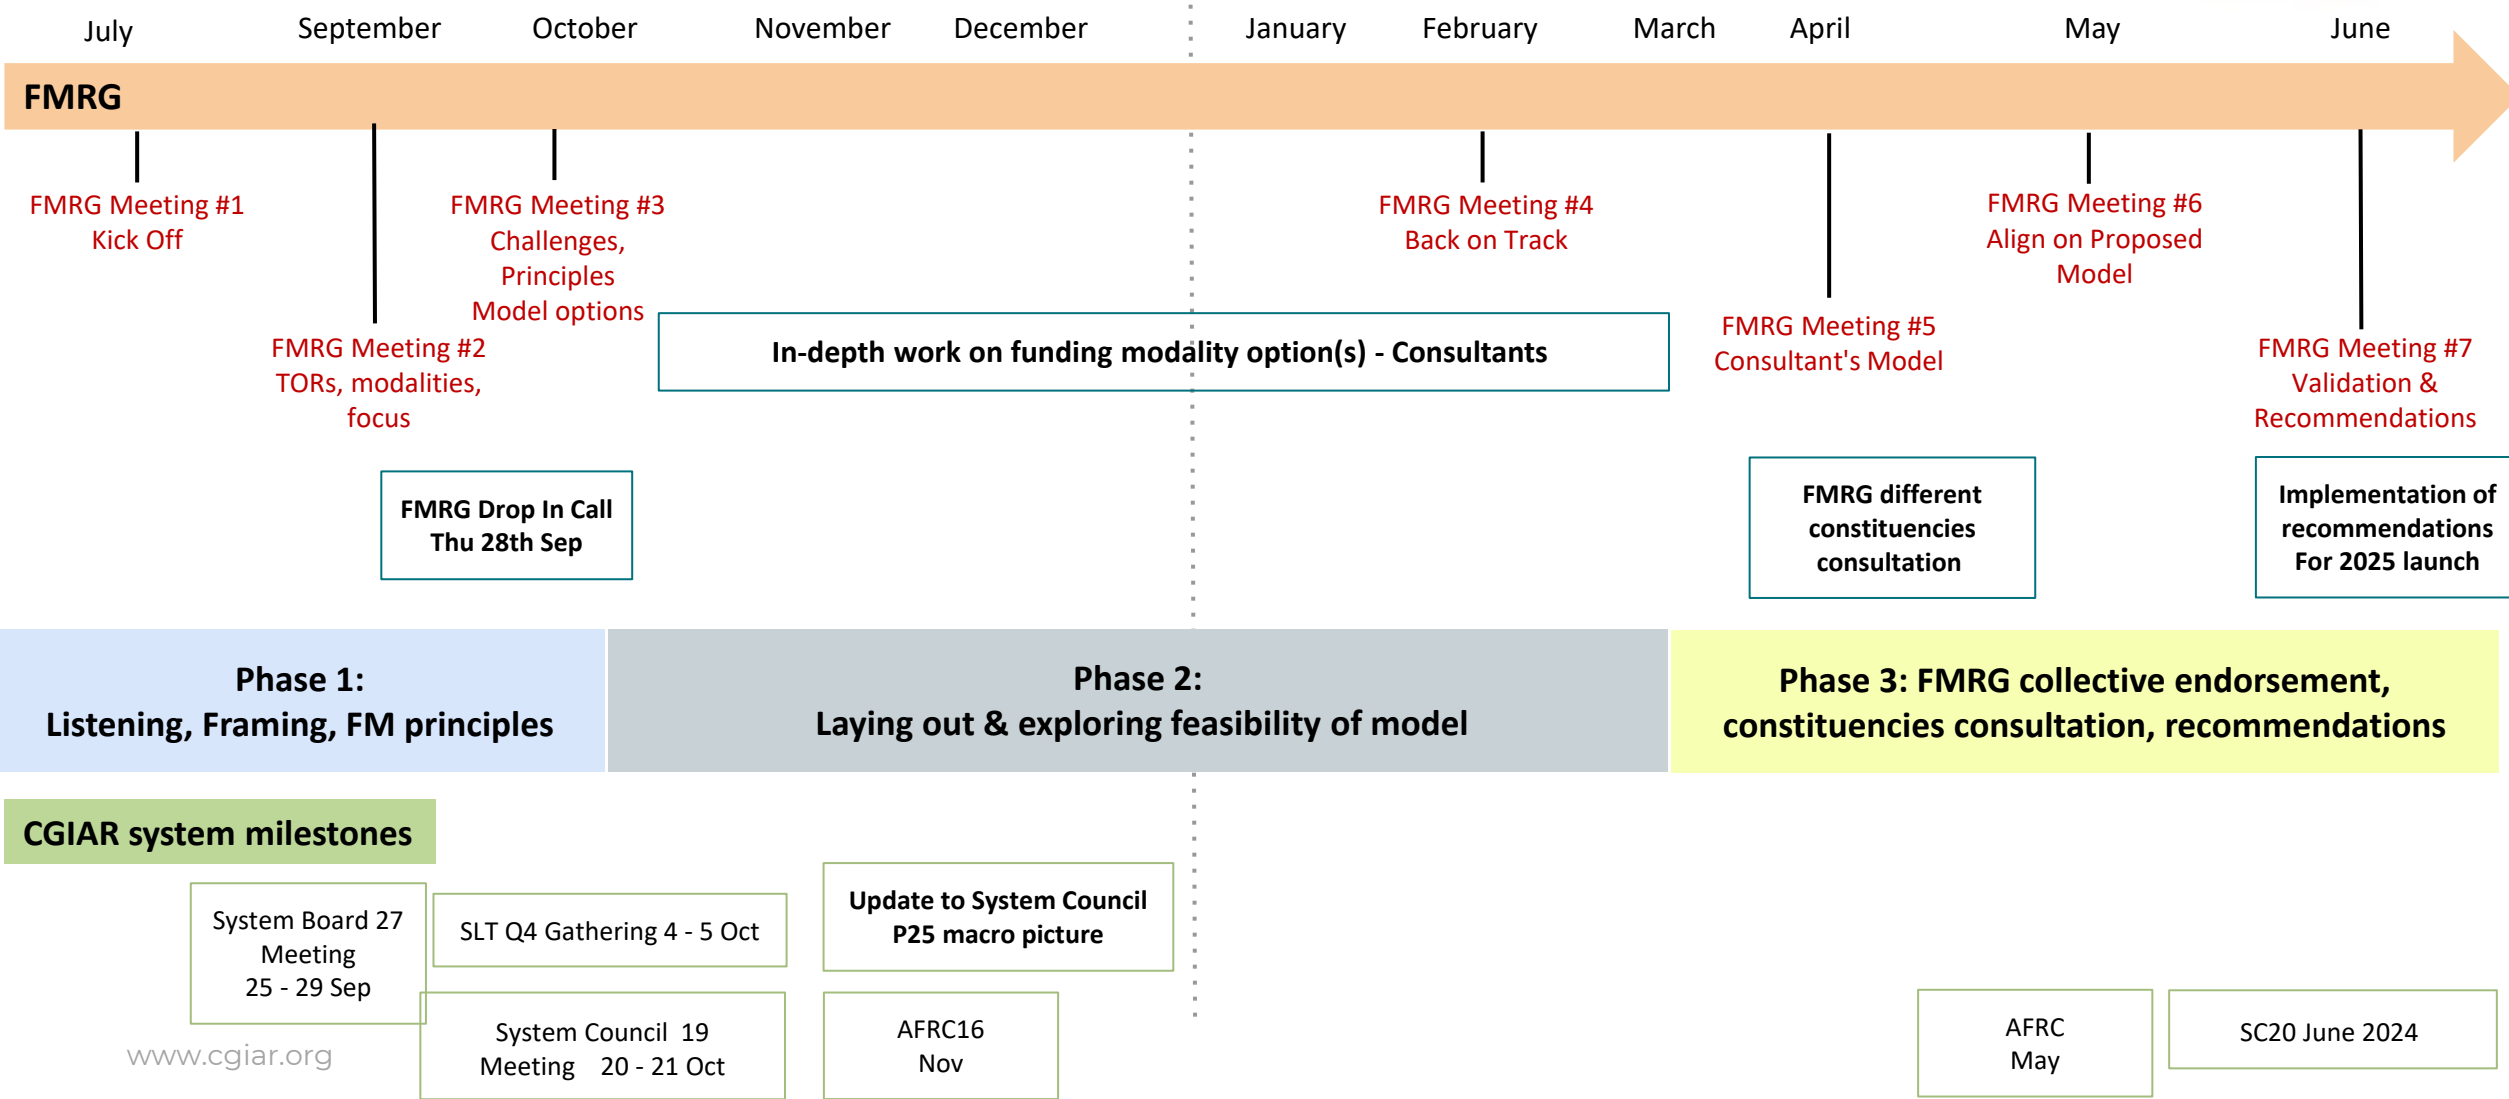 July
September
October
November
December
January
February
March
April
May
June
FMRG
FMRG Meeting #1
Kick Off
FMRG Meeting #2
TORs, modalities,
focus
FMRG Meeting #3
Challenges,
Principles
Model options
FMRG Meeting #4
Back on Track
FMRG Meeting #5
Consultant's Model
FMRG Meeting #6
Align on Proposed
Model
FMRG Meeting #7
Validation &
Recommendations
In-depth work on funding modality option(s) - Consultants
FMRG Drop In Call
Thu 28th Sep
FMRG different
constituencies
consultation
Implementation of
recommendations
For 2025 launch
Phase 1:
Listening, Framing, FM principles
Phase 2:
Laying out & exploring feasibility of model
Phase 3: FMRG collective endorsement,
constituencies consultation, recommendations
CGIAR system milestones
System Board 27
Meeting
25 - 29 Sep
SLT Q4 Gathering 4 - 5 Oct
Update to System Council
P25 macro picture
System Council 19
Meeting 20 - 21 Oct
AFRC16
Nov
AFRC
May
SC20 June 2024
www.cgiar.org